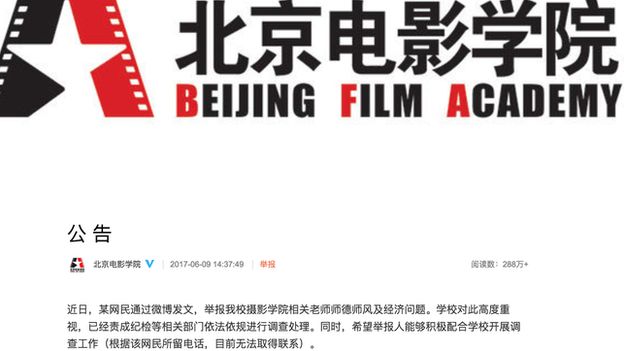 北京电影学院
BEIJING FILM ACADEMY
公告
北京电影学院 2017-06-09 14:37:49 举报 阅读数:288万+
近日,某网民通过微博发文,举报我校摄影学院相关老师师德师风及经济问题。学校对此高度重
视,已经责成纪检等相关部门依法依规进行调查处理。同时,希望举报人能够积极配合学校开展调
查工作(根据该网民所留电话,目前无法取得联系)。